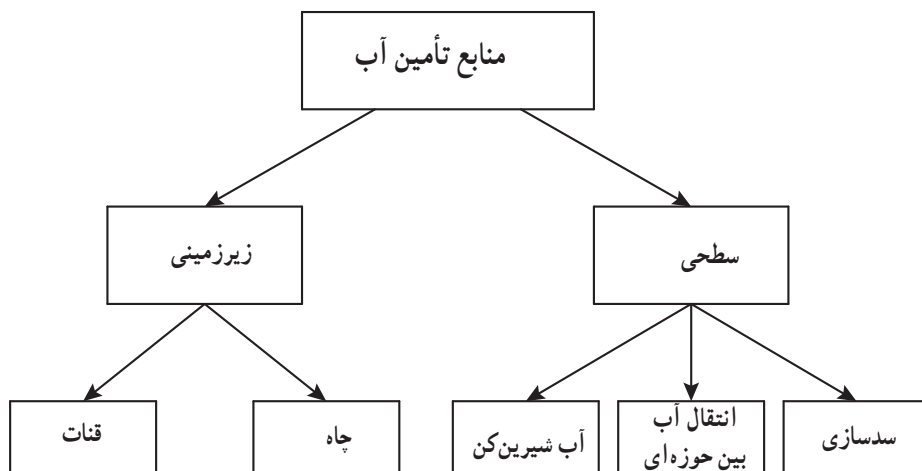 منابع تأمین آب
سطحی
زیرزمینی
سدسازی
انتقال آب
بین حوزه‌ای
آب شیرین‌کن
چاه
قنات